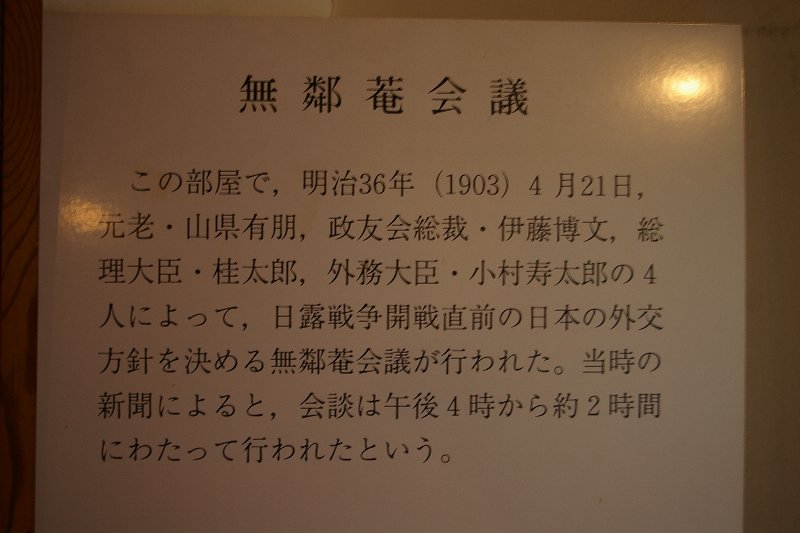 無鄰菴会議
この部屋で，明治36年（1903）4月21日，
元老・山県有朋，政友会総裁・伊藤博文，総
理大臣・桂太郎，外務大臣・小村寿太郎の4
人によって，日露戦争開戦直前の日本の外交
方針を決める無鄰菴会議が行われた。当時の
新聞によると，会談は午後4時から約2時間
にわたって行われたという。